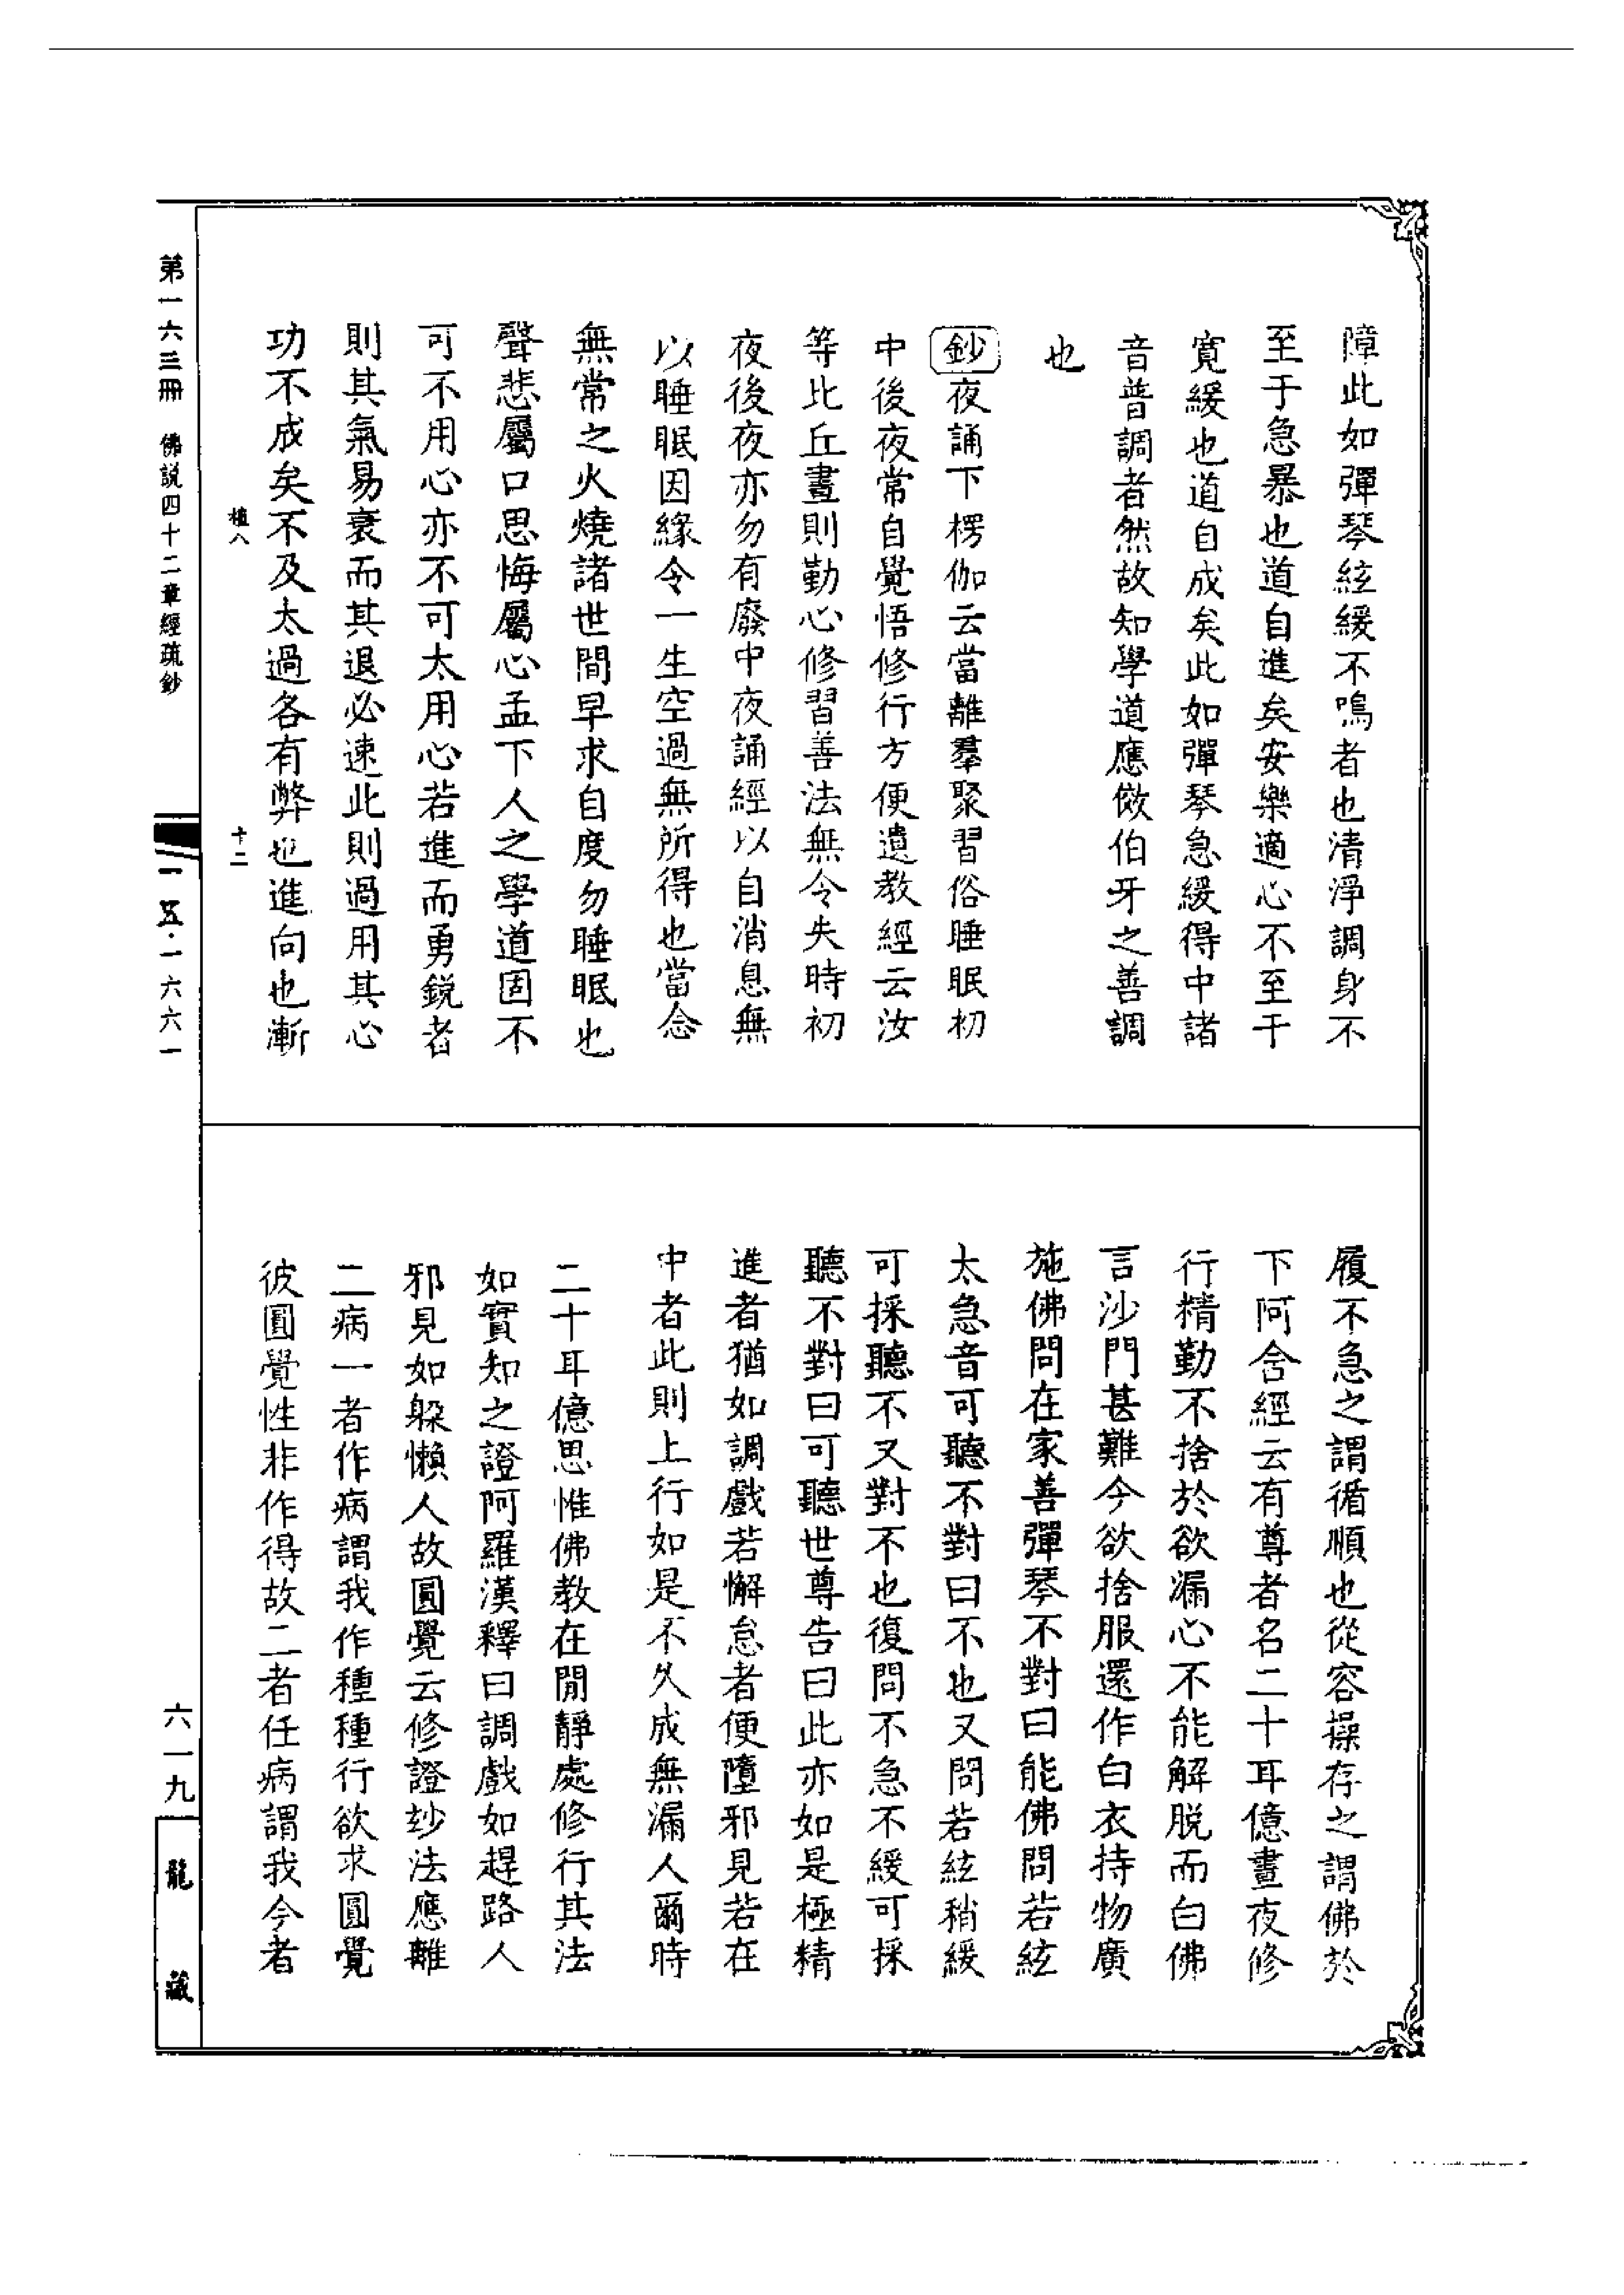 障此如彈琴絃緩不鳴者也清淨調身不
至于急暴也道自進矣安樂適心不至于
寬緩也道自成矣此如彈琴急緩得中諸
音普調者然故知學道應傚伯牙之善調
也
鈔夜誦下楞伽云當離羣聚習俗睡眠初
中後夜常自覺悟修行方便遺教經云汝
等比丘晝則勤心修習善法無令失時初
夜後夜亦勿有廢中夜誦經以自消息無
以睡眠因緣令一生空過無所得也當念
無常之火燒諸世間早求自度勿睡眠也
聲悲屬口思悔屬心孟下人之學道固不
可不用心亦不可太用心若進而勇銳者
則其氣易衰而其退必速此則過用其心
功不成矣不及太過各有弊也進向也漸
植八
十二
履不急之謂循順也從容操存之謂佛於
下阿含經云有尊者名二十耳億晝夜修
行精勤不捨於欲漏心不能解脫而白佛
言沙門甚難今欲捨服還作白衣持物廣
施佛問在家善彈琴不對曰能佛問若絃
太急音可聽不對曰不也又問若絃稍緩
可採聽不又對不也復問不急不緩可採
聽不對曰可聽世尊告曰此亦如是極精
進者猶如調戲若懈怠者便墮邪見若在
中者此則上行如是不久成無漏人爾時
二十耳億思惟佛教在閒靜處修行其法
如實知之證阿羅漢釋曰調戲如趕路人
邪見如躲懶人故圓覺云修證玅法應離
二病一者作病謂我作種種行欲求圓覺
彼圓覺性非作得故二者任病謂我今者
第一六三冊 佛說四十二章經疏鈔
一五·一六六一
六一九
龍藏